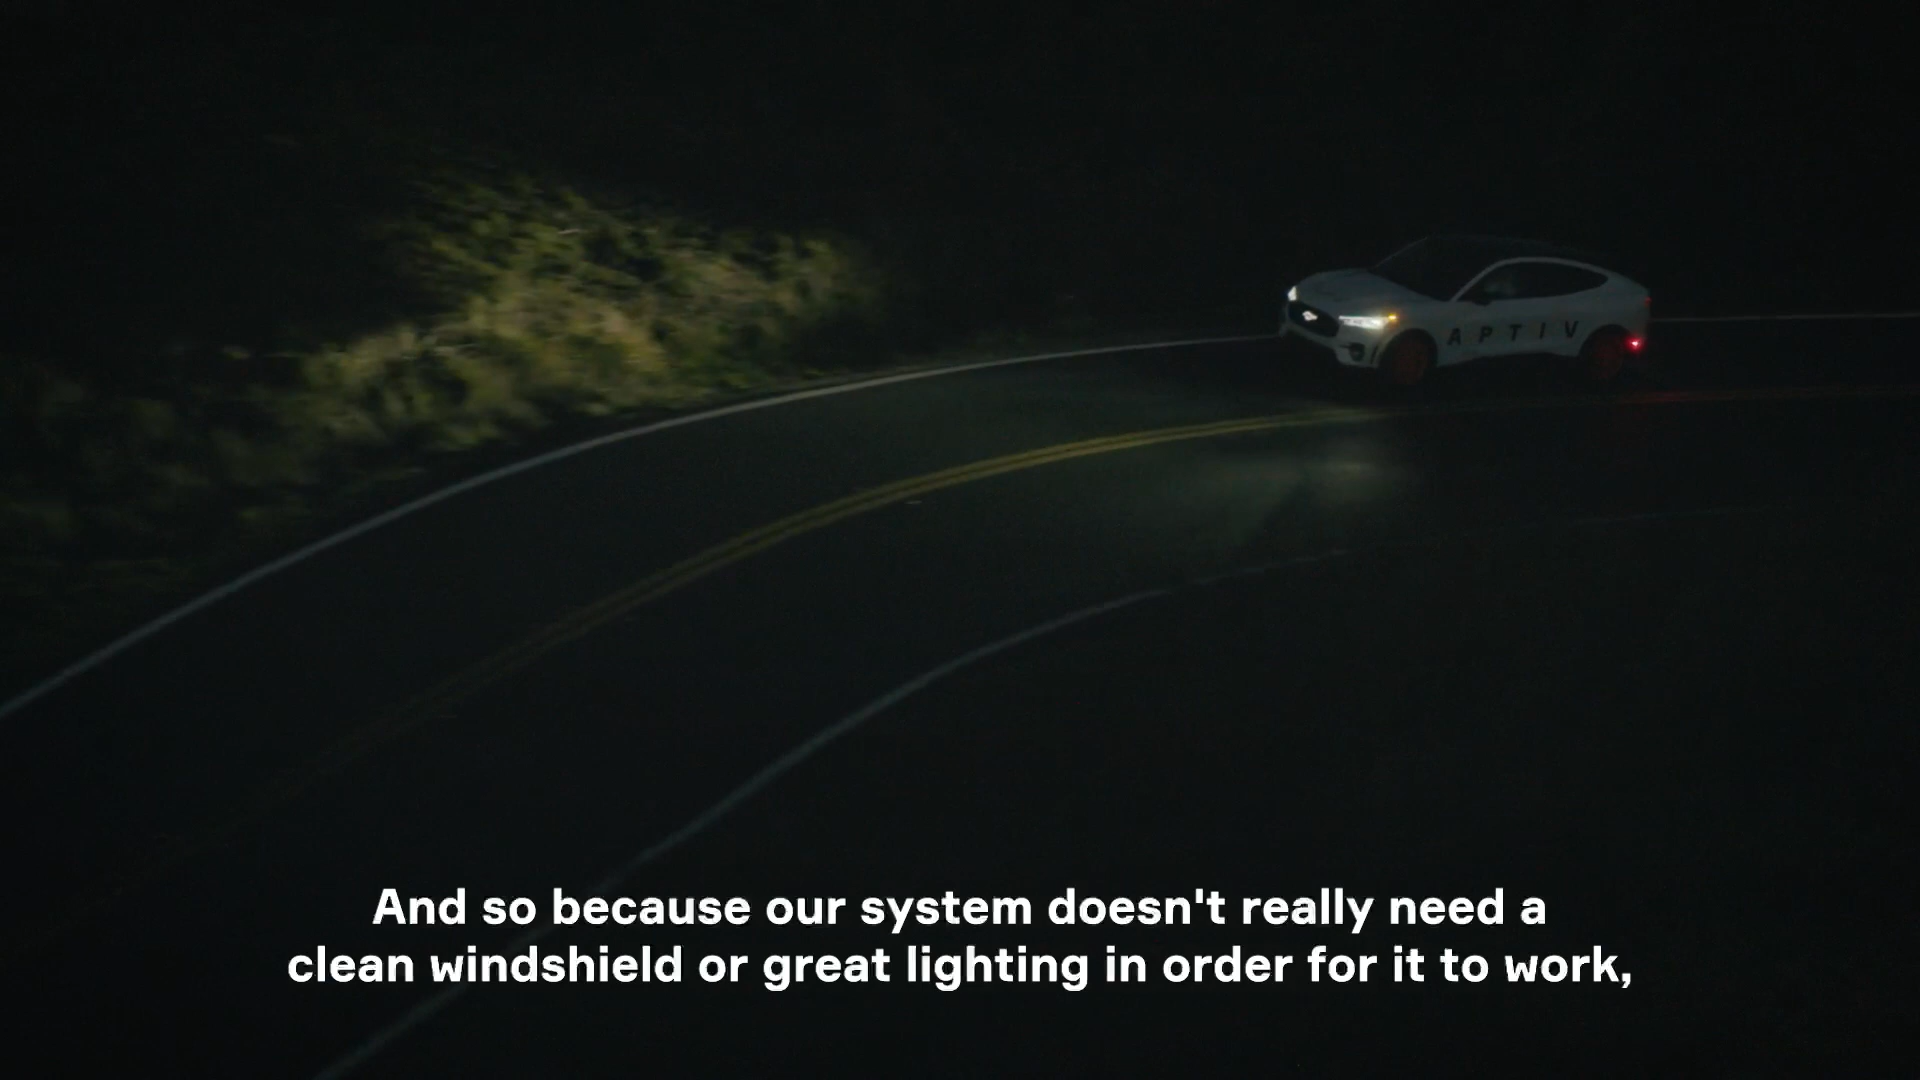 APTIV
And so because our system doesn't really need a
clean windshield or great lighting in order for it to work,